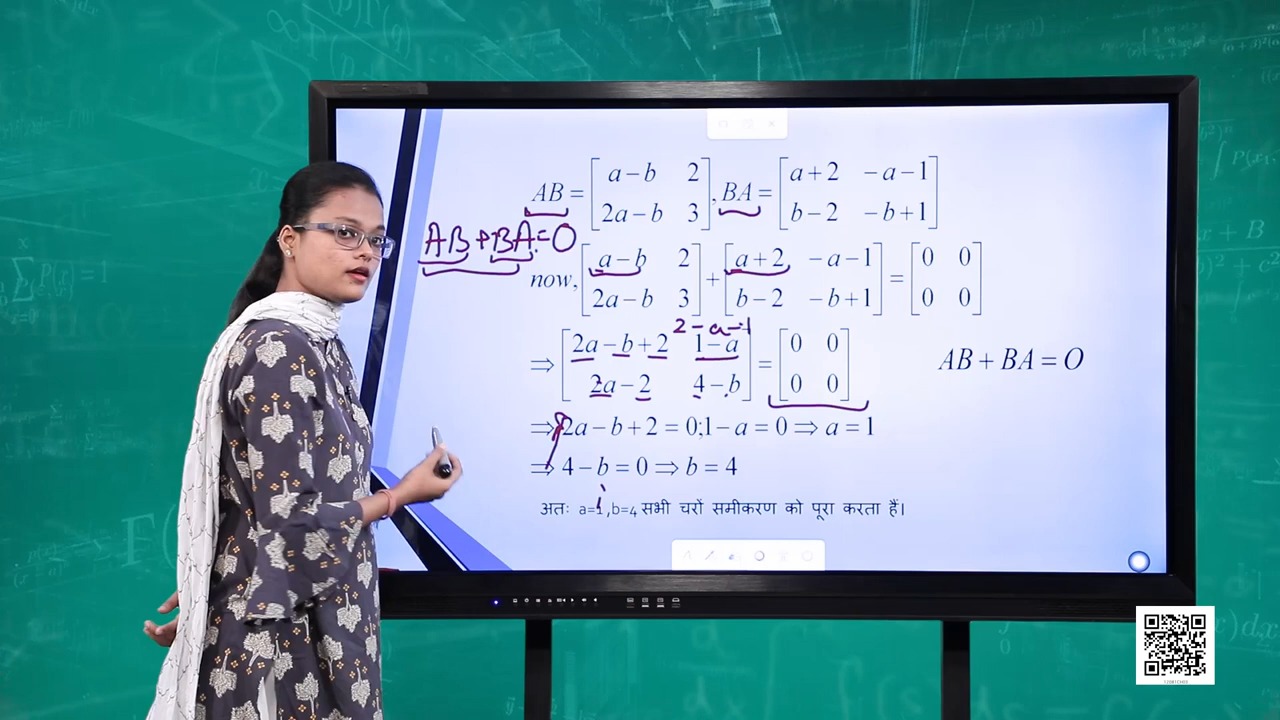 AB = [a−b 2; 2a−b 3], BA = [a+2 −a−1; b−2 −b+1]
AB + BA = O
now, [a−b 2; 2a−b 3] + [a+2 −a−1; b−2 −b+1] = [0 0; 0 0]
2−a−1
⇒ [2a−b+2 1−a; 2a−2 4−b] = [0 0; 0 0]
AB + BA = O
⇒ 2a−b+2 = 0; 1−a = 0 ⇒ a = 1
⇒ 4−b = 0 ⇒ b = 4
अतः a=1,b=4 सभी चरों समीकरण को पूरा करता हैं।